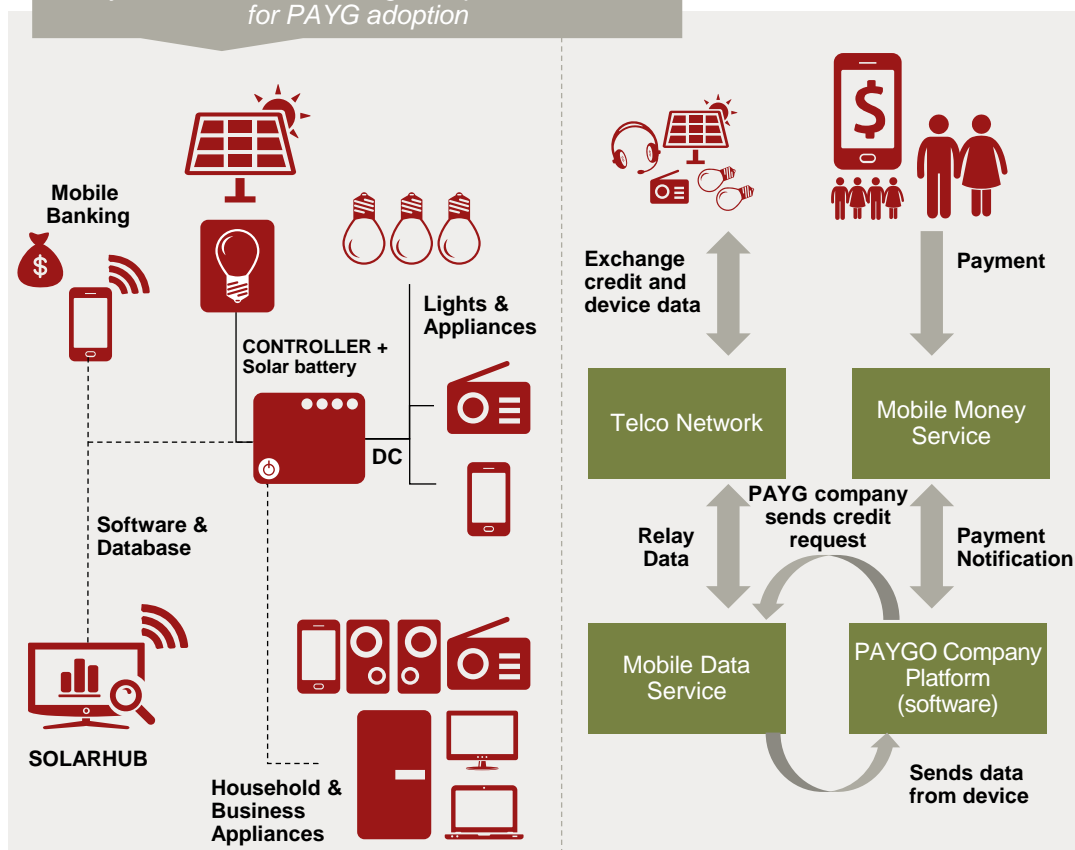 for PAYG adoption
Mobile
Banking
$
CONTROLLER +
Solar battery
Lights &
Appliances
DC
Software &
Database
SOLARHUB
Household &
Business
Appliances
$
Exchange
credit and
device data
Payment
Telco Network
Mobile Money
Service
PAYG company
sends credit
request
Relay
Data
Payment
Notification
Mobile Data
Service
PAYGO Company
Platform
(software)
Sends data
from device